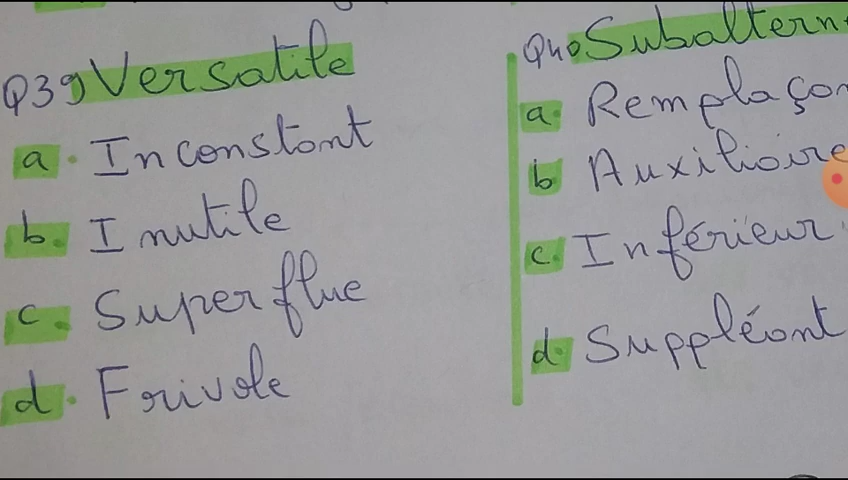 Q39 Versatile
a. Inconstant
b. Inutile
c. Superflue
d. Frivole
Q40 Subaltern
a. Remplaçan
b Auxiliaire
c. Inférieur
d. Suppléant